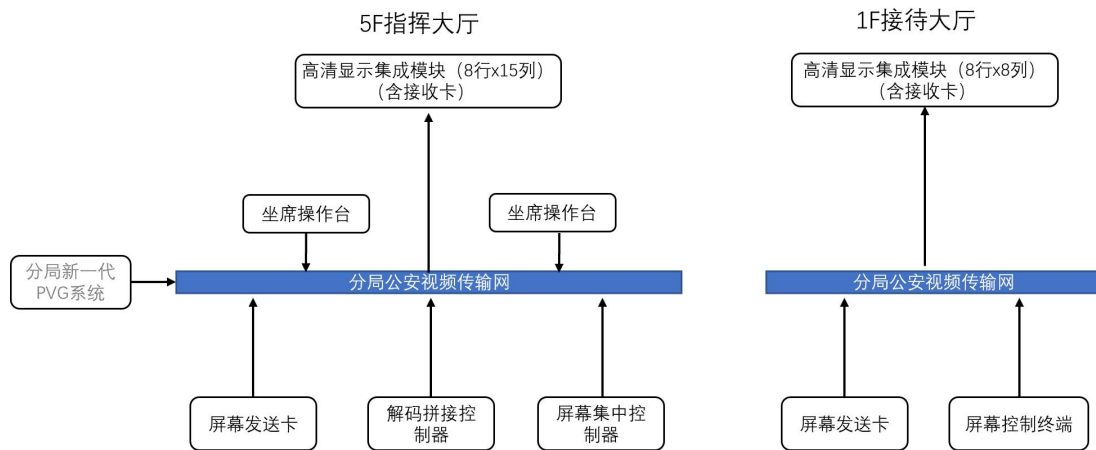 5F指挥大厅
1F接待大厅
高清显示集成模块（8行x15列）
（含接收卡）
高清显示集成模块（8行x8列）
（含接收卡）
坐席操作台
坐席操作台
分局新一代
PVG系统
分局公安视频传输网
分局公安视频传输网
屏幕发送卡
解码拼接控
制器
屏幕集中控
制器
屏幕发送卡
屏幕控制终端